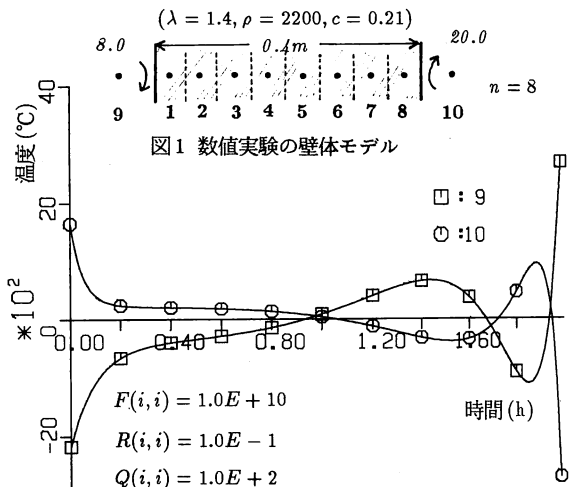 (λ = 1.4, ρ = 2200, c = 0.21)
8.0
0.4m
20.0
n = 8
9 1 2 3 4 5 6 7 8 10
図1 数値実験の壁体モデル
温度(℃)
40
20
0
-20
*10²
□ : 9
○ : 10
0.00 0.40 0.80 1.20 1.60
時間(h)
F(i,i) = 1.0E + 10
R(i,i) = 1.0E − 1
Q(i,i) = 1.0E + 2